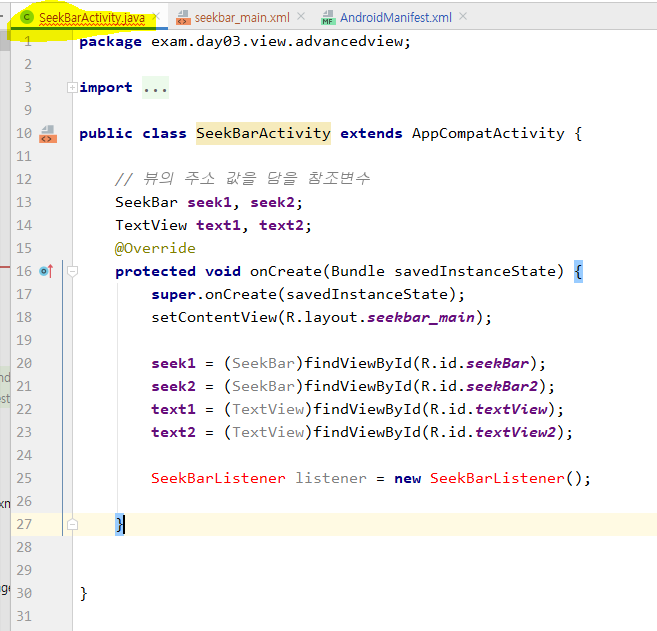 SeekBarActivity.java × seekbar_main.xml × AndroidManifest.xml ×
1 package exam.day03.view.advancedview;
2
3 import ...
9
10 public class SeekBarActivity extends AppCompatActivity {
11
12 // 뷰의 주소 값을 담을 참조변수
13 SeekBar seek1, seek2;
14 TextView text1, text2;
15 @Override
16 protected void onCreate(Bundle savedInstanceState) {
17 super.onCreate(savedInstanceState);
18 setContentView(R.layout.seekbar_main);
19
20 seek1 = (SeekBar)findViewById(R.id.seekBar);
21 seek2 = (SeekBar)findViewById(R.id.seekBar2);
22 text1 = (TextView)findViewById(R.id.textView);
23 text2 = (TextView)findViewById(R.id.textView2);
24
25 SeekBarListener listener = new SeekBarListener();
26
27 }
28
29
30 }
31